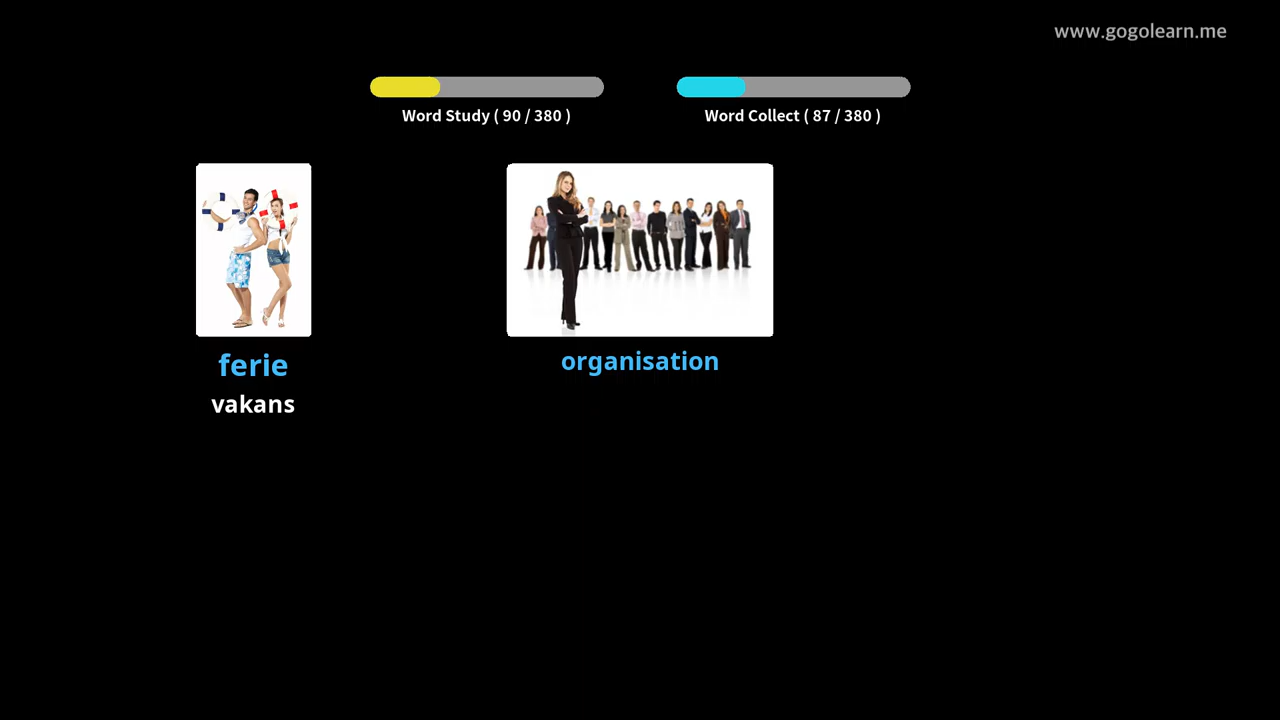 www.gogolearn.me
Word Study ( 90 / 380 )
Word Collect ( 87 / 380 )
ferie
vakans
organisation